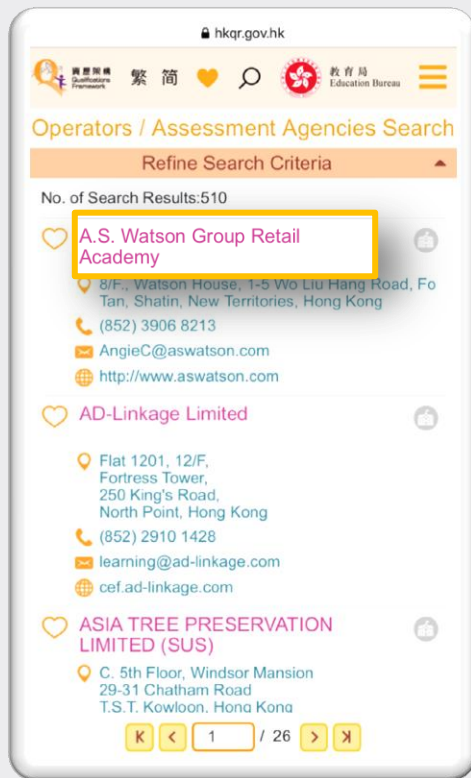 hkqr.gov.hk
資歷架構
Qualifications
Framework
繁 简
教育局
Education Bureau
Operators / Assessment Agencies Search
Refine Search Criteria
No. of Search Results:510
A.S. Watson Group Retail
Academy
8/F., Watson House, 1-5 Wo Liu Hang Road, Fo
Tan, Shatin, New Territories, Hong Kong
(852) 3906 8213
AngieC@aswatson.com
http://www.aswatson.com
AD-Linkage Limited
Flat 1201, 12/F,
Fortress Tower,
250 King's Road,
North Point, Hong Kong
(852) 2910 1428
learning@ad-linkage.com
cef.ad-linkage.com
ASIA TREE PRESERVATION
LIMITED (SUS)
C. 5th Floor, Windsor Mansion
29-31 Chatham Road
T.S.T. Kowloon, Hong Kong
1 / 26